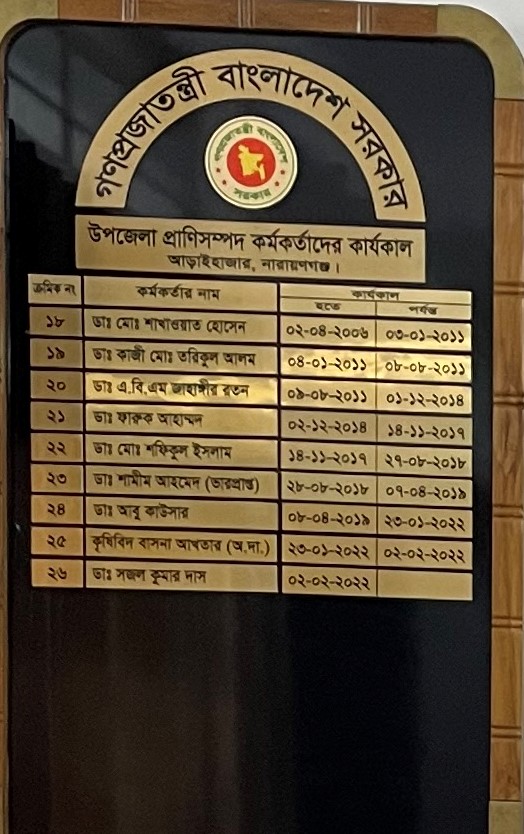 গণপ্রজাতন্ত্রী বাংলাদেশ সরকার
গণপ্রজাতন্ত্রী বাংলাদেশ
সরকার
উপজেলা প্রাণিসম্পদ কর্মকর্তাদের কার্যকাল
আড়াইহাজার, নারায়ণগঞ্জ।
ক্রমিক নং কর্মকর্তার নাম কার্যকাল
হতে পর্যন্ত
১৮ ডাঃ মোঃ শাখাওয়াত হোসেন ০২-০৪-২০০৬ ০৩-০১-২০১১
১৯ ডাঃ কাজী মোঃ তরিকুল আলম ০৪-০১-২০১১ ০৮-০৮-২০১১
২০ ডাঃ এ.বি.এম জাহাঙ্গীর রতন ০৯-০৮-২০১১ ০১-১২-২০১৪
২১ ডাঃ ফারুক আহাম্মদ ০২-১২-২০১৪ ১৪-১১-২০১৭
২২ ডাঃ মোঃ শফিকুল ইসলাম ১৪-১১-২০১৭ ২৭-০৮-২০১৮
২৩ ডাঃ শামীম আহমেদ (ভারপ্রাপ্ত) ২৮-০৮-২০১৮ ০৭-০৪-২০১৯
২৪ ডাঃ আবু কাউসার ০৮-০৪-২০১৯ ২৩-০১-২০২২
২৫ কৃষিবিদ বাসনা আখতার (অ.দা.) ২৩-০১-২০২২ ০২-০২-২০২২
২৬ ডাঃ সজল কুমার দাস ০২-০২-২০২২